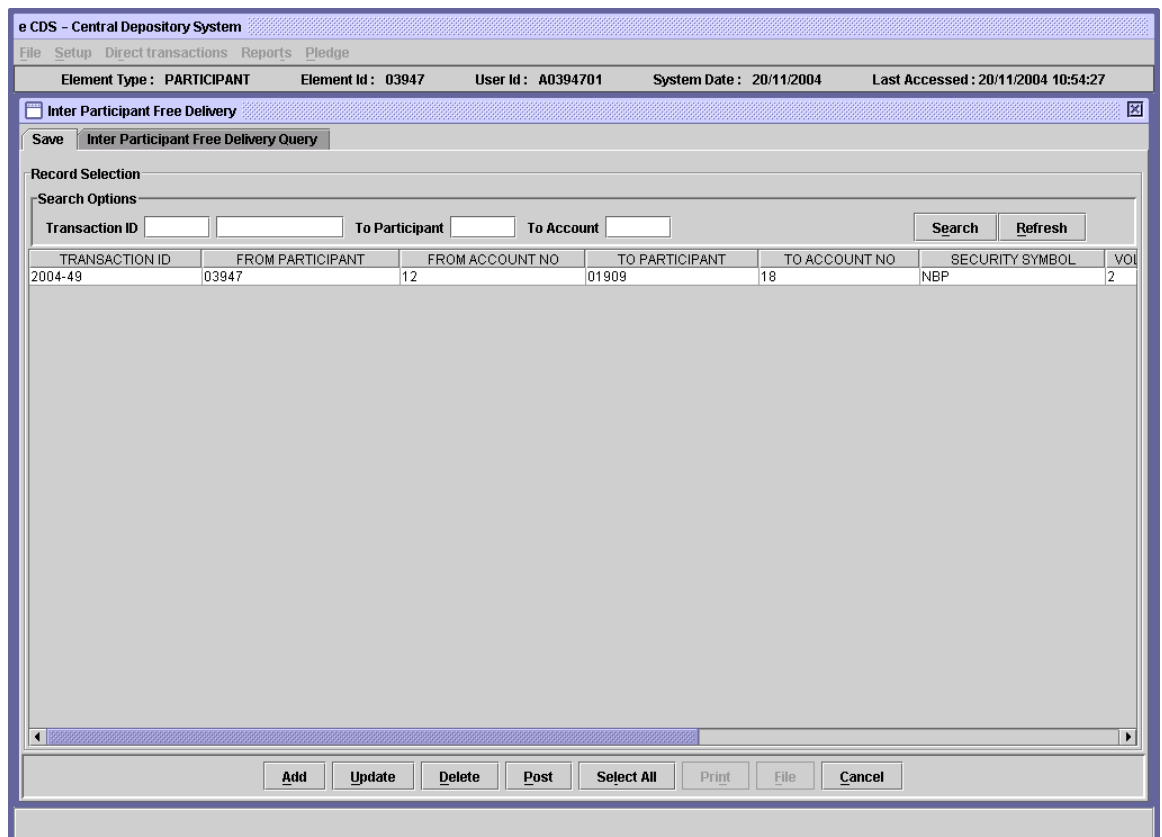 e CDS – Central Depository System
File Setup Direct transactions Reports Pledge
Element Type : PARTICIPANT Element Id : 03947 User Id : A0394701 System Date : 20/11/2004 Last Accessed : 20/11/2004 10:54:27
Inter Participant Free Delivery
Save Inter Participant Free Delivery Query
Record Selection
Search Options
Transaction ID To Participant To Account Search Refresh
TRANSACTION ID FROM PARTICIPANT FROM ACCOUNT NO TO PARTICIPANT TO ACCOUNT NO SECURITY SYMBOL VOL
2004-49 03947 12 01909 18 NBP 2
Add Update Delete Post Select All Print File Cancel